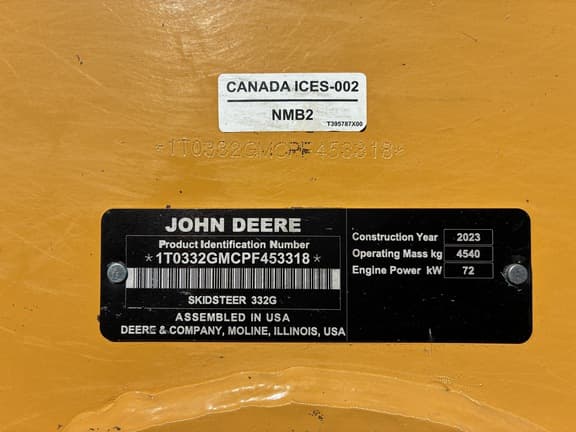 CANADA ICES-002
NMB2
T395787X00
*1T0332GMCPF453318*
JOHN DEERE
Product Identification Number
*1T0332GMCPF453318*
SKIDSTEER 332G
ASSEMBLED IN USA
DEERE & COMPANY, MOLINE, ILLINOIS, USA
Construction Year 2023
Operating Mass kg 4540
Engine Power kW 72